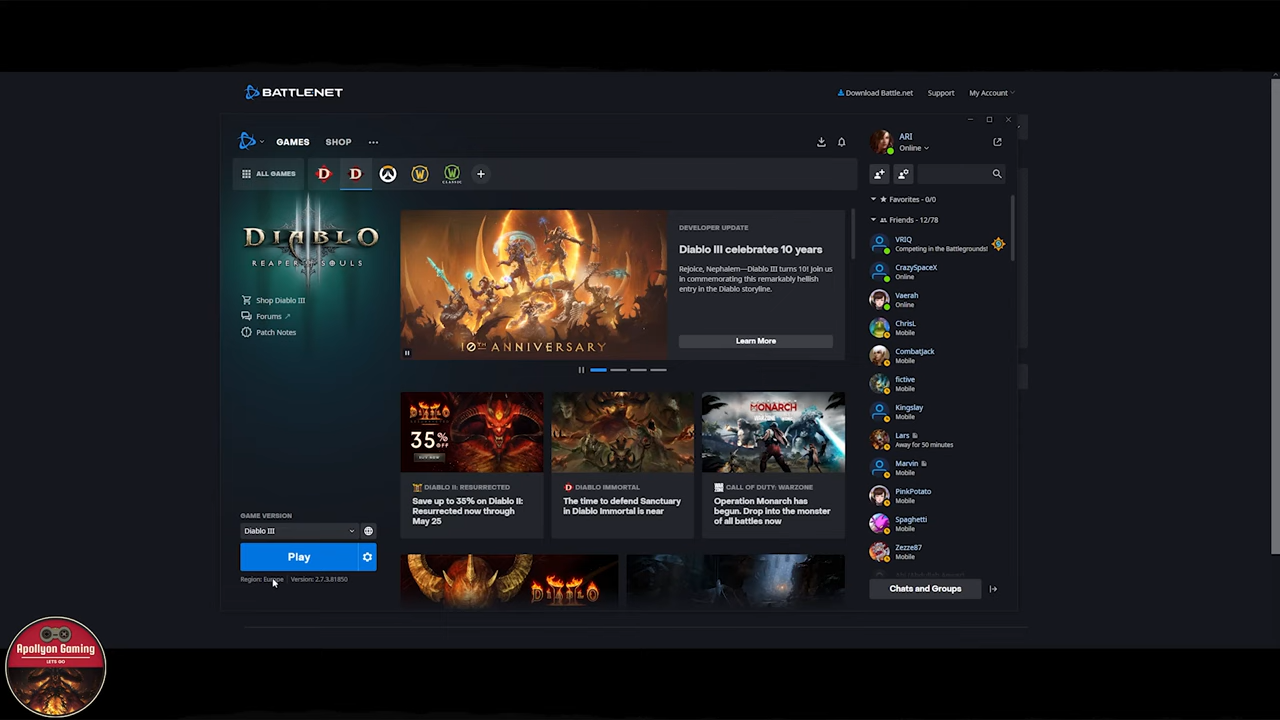 BATTLENET
Download Battle.net
Support
My Account
GAMES
SHOP
ARI
Online
ALL GAMES
CLASSIC
DIABLO
REAPER OF SOULS
Shop Diablo III
Forums
Patch Notes
10TH ANNIVERSARY
DEVELOPER UPDATE
Diablo III celebrates 10 years
Rejoice, Nephalem—Diablo III turns 10! Join us
in commemorating this remarkably hellish
entry in the Diablo storyline.
Learn More
DIABLO
35% OFF
BUY NOW
DIABLO II: RESURRECTED
Save up to 35% on Diablo II:
Resurrected now through
May 25
DIABLO IMMORTAL
The time to defend Sanctuary
in Diablo Immortal is near
MONARCH
CALL OF DUTY: WARZONE
Operation Monarch has
begun. Drop into the monster
of all battles now
DIABLO
GAME VERSION
Diablo III
Play
Region: Europe
Version: 2.7.3.81850
Favorites - 0/0
Friends - 12/78
VRIQ
Competing in the Battlegrounds!
CrazySpaceX
Online
Vaerah
Online
ChrisL
Mobile
CombatJack
Mobile
fictive
Mobile
Kingslay
Mobile
Lars
Away for 50 minutes
Marvin
Mobile
PinkPotato
Mobile
Spaghetti
Mobile
Zezze87
Mobile
Chats and Groups
Apollyon Gaming
LETS GO